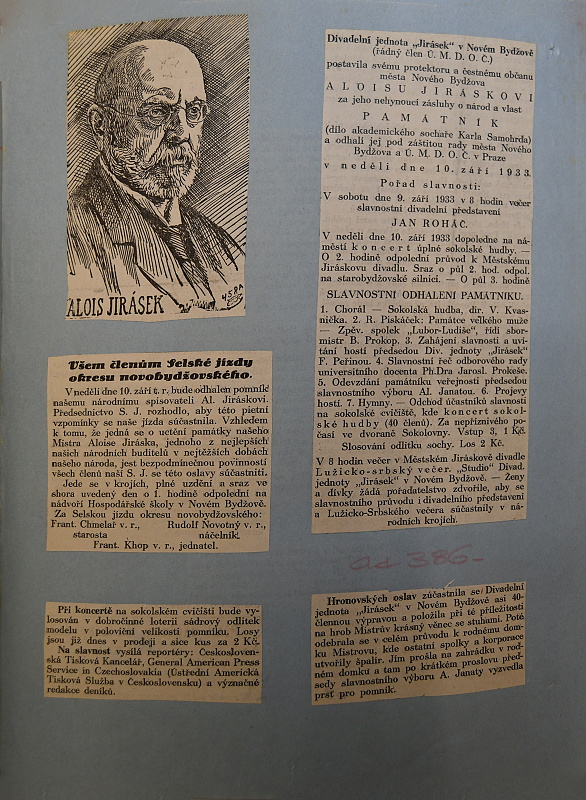 ALOIS JIRÁSEK
Všem členům Selské jízdy
okresu novobydžovského.
V neděli dne 10. září t. r. bude odhalen pomník
našemu národnímu spisovateli Al. Jiráskovi.
Předsednictvo S. J. rozhodlo, aby této pietní
vzpomínky se naše jízda súčastnila. Vzhledem
k tomu, že jedná se o uctění památky našeho
Mistra Aloise Jiráska, jednoho z nejlepších
našich národních buditelů v nejtěžších dobách
našeho národa, jest bezpodmínečnou povinností
všech členů naší S. J. se této oslavy súčastniti.
Jede se v krojích, plné uzdění a sraz ve
shora uvedený den o 1. hodině odpolední na
nádvoří Hospodářské školy v Novém Bydžově.
Za Selskou jízdu okresu novobydžovského:
Frant. Chmelař v. r., Rudolf Novotný v. r.,
starosta náčelník.
Frant. Khop v. r., jednatel.
Při koncertě na sokolském cvičišti bude vy-
losován v dobročinné loterii sádrový odlitek
modelu v poloviční velikosti pomníku. Losy
jsou již dnes v prodeji a sice kus za 2 Kč.
Na slavnost vysílá reportéry: Českosloven-
ská Tisková Kancelář, General American Press
Service in Czechoslovakia (Ústřední Americká
Tisková Služba v Československu) a význačné
redakce deníků.
Divadelní jednota „Jirásek" v Novém Bydžově
(řádný člen Ú. M. D. O. Č.)
postavila svému protektoru a čestnému občanu
města Nového Bydžova
ALOISU JIRÁSKOVI
za jeho nehynoucí zásluhy o národ a vlast
PAMÁTNÍK
(dílo akademického sochaře Karla Samohrda)
a odhalí jej pod záštitou rady města Nového
Bydžova a Ú. M. D. O. Č. v Praze
v neděli dne 10. září 1933.
Pořad slavnosti:
V sobotu dne 9. září 1933 v 8 hodin večer
slavnostní divadelní představení
JAN ROHÁČ.
V neděli dne 10. září 1933 dopoledne na ná-
městí koncert úplné sokolské hudby. —
O 2. hodině odpolední průvod k Městskému
Jiráskovu divadlu. Sraz o půl 2. hod. odpol.
na starobydžovské silnici. — O půl 3. hodině
SLAVNOSTNÍ ODHALENÍ PAMÁTNÍKU.
1. Chorál — Sokolská hudba, dir. V. Kvas-
nička. 2. R. Piskáček: Památce velkého muže
— Zpěv. spolek „Lubor-Ludiše", řídí sbor-
mistr B. Prokop. 3. Zahájení slavnosti a uví-
tání hostí předsedou Div. jednoty „Jirásek"
F. Peřinou. 4. Slavnostní řeč odborového rady
universitního docenta Ph.Dra Jarosl. Prokeše.
5. Odevzdání památníku veřejnosti předsedou
slavnostního výboru Al. Janatou. 6. Projevy
hostí. 7. Hymny. — Odchod účastníků slavnosti
na sokolské cvičiště, kde koncert sokol-
ské hudby (40 členů). Za nepříznivého po-
časí ve dvoraně Sokolovny. Vstup 3, 1 Kč.
Slosování odlitku sochy. Los 2 Kč.
V 8 hodin večer v Městském Jiráskově divadle
Lužicko-srbský večer. „Studio" Divad.
jednoty „Jirásek" v Novém Bydžově. — Ženy
a dívky žádá pořadatelstvo zdvořile, aby se
slavnostního průvodu i divadelního představení
a Lužicko-Srbského večera súčastnily v ná-
rodních krojích.
ad 386-
Hronovských oslav zúčastnila se Divadelní
jednota „Jirásek" v Novém Bydžově asi 40-
člennou výpravou a položila při té příležitosti
na hrob Mistrův krásný věnec se stuhami. Poté
odebrala se v celém průvodu k rodnému dom-
ku Mistrovu, kde ostatní spolky a korporace
utvořily špalír. Jím prošla na zahrádku v rod-
ném domku a tam po krátkém proslovu před-
sedy slavnostního výboru A. Janaty vyzvedla
prsť pro pomník.